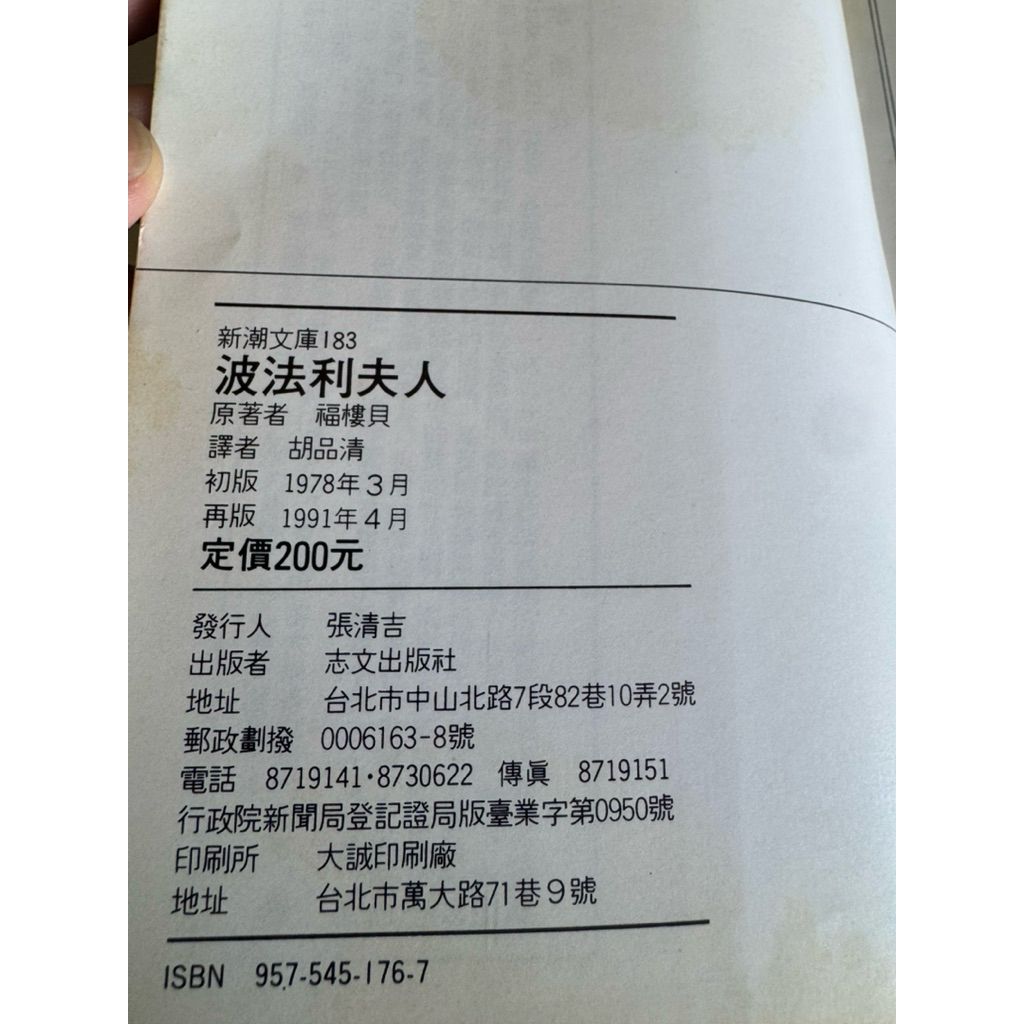 新潮文庫183
波法利夫人
原著者 福樓貝
譯者 胡品清
初版 1978年3月
再版 1991年4月
定價200元
發行人 張清吉
出版者 志文出版社
地址 台北市中山北路7段82巷10弄2號
郵政劃撥 0006163-8號
電話 8719141·8730622 傳眞 8719151
行政院新聞局登記證局版臺業字第0950號
印刷所 大誠印刷廠
地址 台北市萬大路71巷9號
ISBN 957-545-176-7